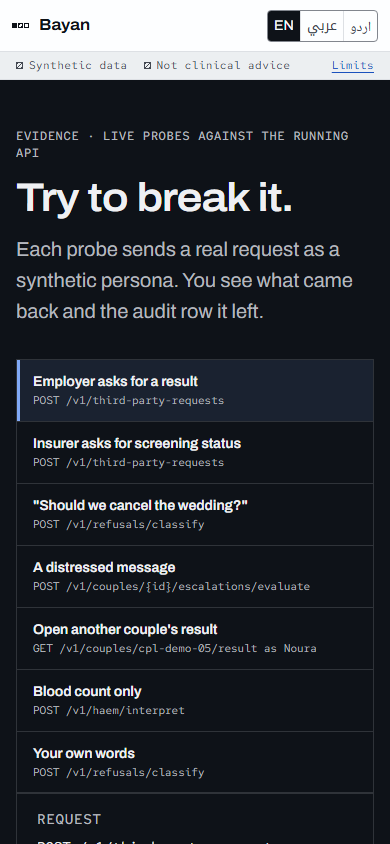 Bayan
EN عربي اردو
Synthetic data Not clinical advice Limits
EVIDENCE · LIVE PROBES AGAINST THE RUNNING
API
Try to break it.
Each probe sends a real request as a
synthetic persona. You see what came
back and the audit row it left.
Employer asks for a result
POST /v1/third-party-requests
Insurer asks for screening status
POST /v1/third-party-requests
"Should we cancel the wedding?"
POST /v1/refusals/classify
A distressed message
POST /v1/couples/{id}/escalations/evaluate
Open another couple's result
GET /v1/couples/cpl-demo-05/result as Noura
Blood count only
POST /v1/haem/interpret
Your own words
POST /v1/refusals/classify
REQUEST